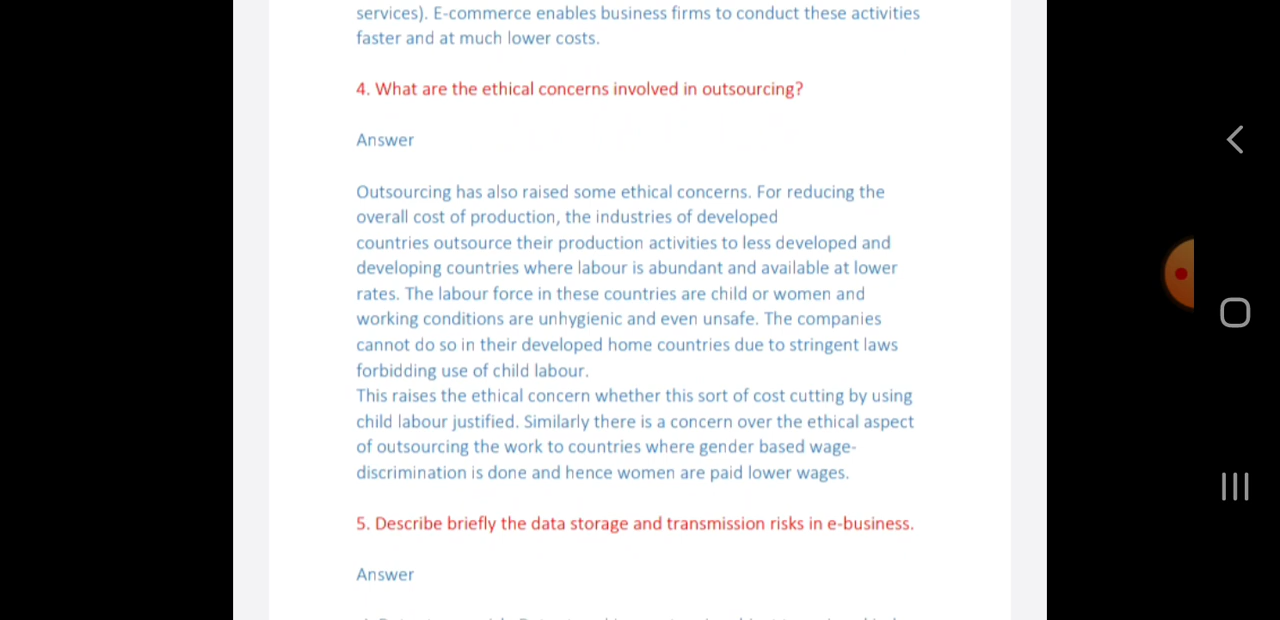 services). E-commerce enables business firms to conduct these activities
faster and at much lower costs.
4. What are the ethical concerns involved in outsourcing?
Answer
Outsourcing has also raised some ethical concerns. For reducing the
overall cost of production, the industries of developed
countries outsource their production activities to less developed and
developing countries where labour is abundant and available at lower
rates. The labour force in these countries are child or women and
working conditions are unhygienic and even unsafe. The companies
cannot do so in their developed home countries due to stringent laws
forbidding use of child labour.
This raises the ethical concern whether this sort of cost cutting by using
child labour justified. Similarly there is a concern over the ethical aspect
of outsourcing the work to countries where gender based wage-
discrimination is done and hence women are paid lower wages.
5. Describe briefly the data storage and transmission risks in e-business.
Answer